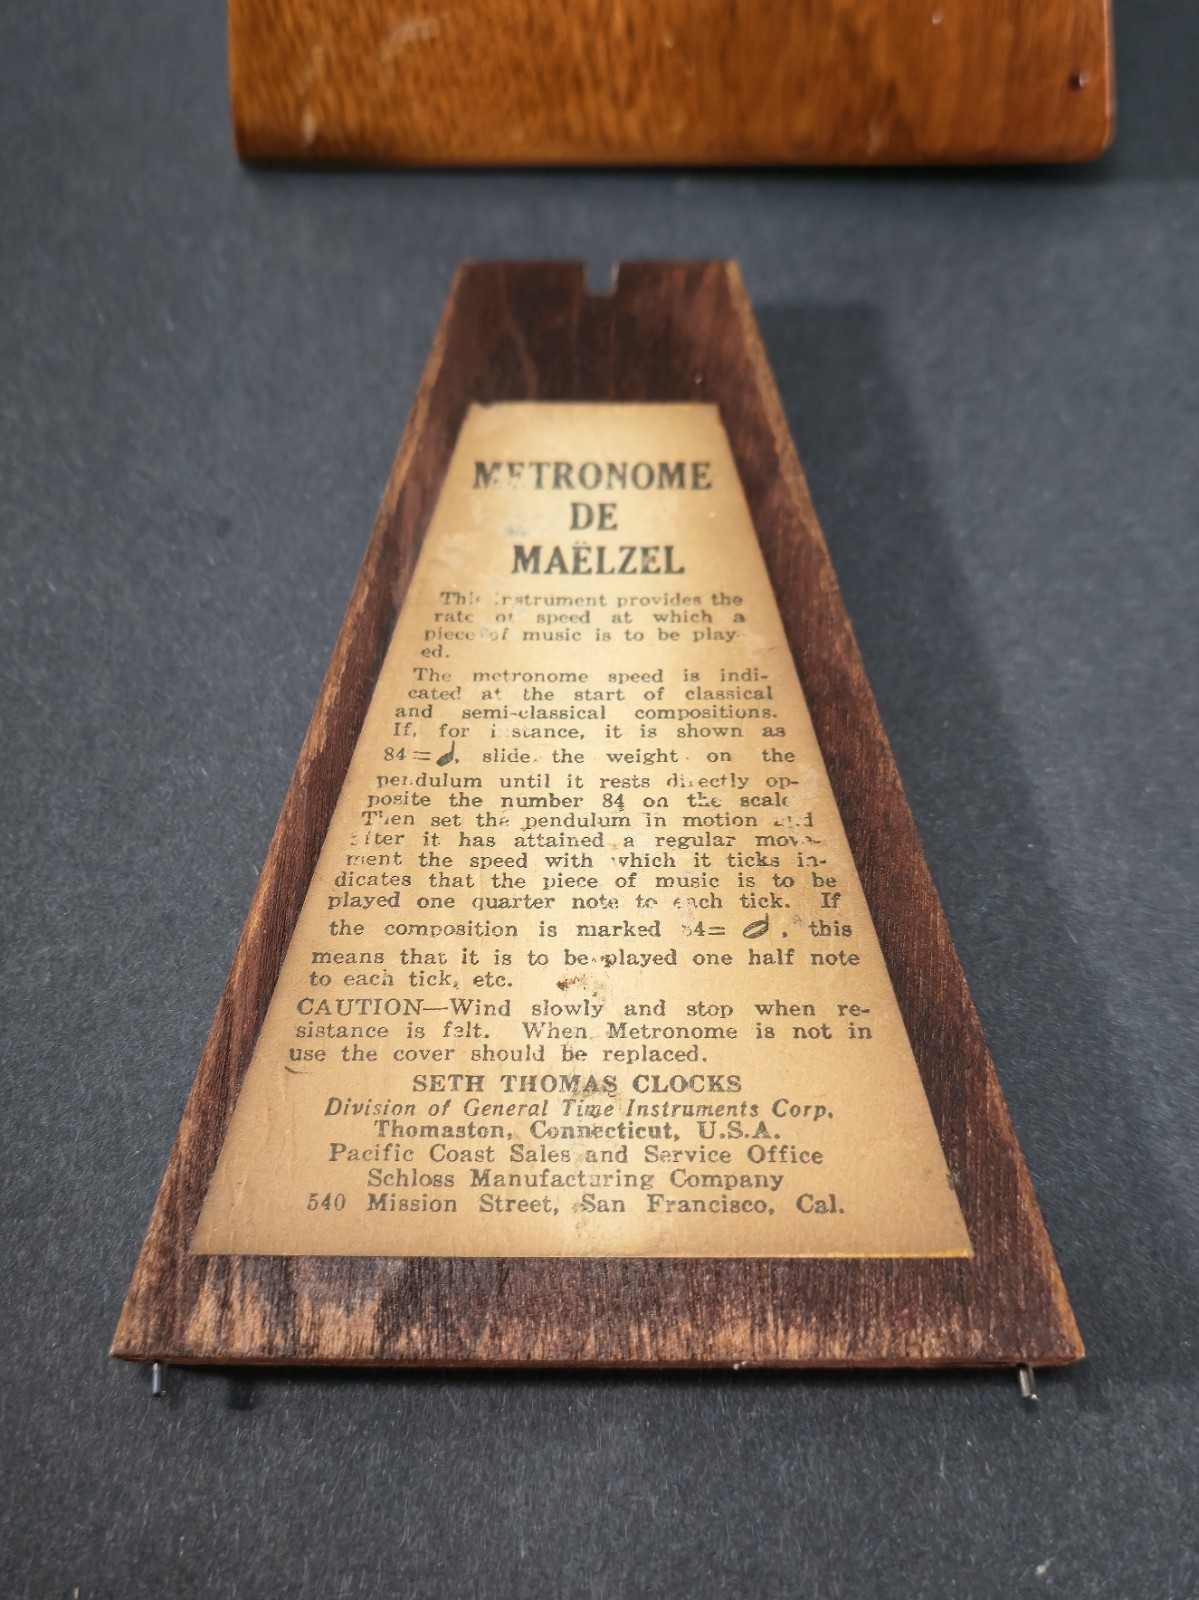 METRONOME
DE
MAËLZEL
This instrument provides the
rate of speed at which a
piece of music is to be play-
ed.
The metronome speed is indi-
cated at the start of classical
and semi-classical compositions.
If, for instance, it is shown as
84=♩, slide the weight on the
pendulum until it rests directly op-
posite the number 84 on the scale
Then set the pendulum in motion and
after it has attained a regular move-
ment the speed with which it ticks in-
dicates that the piece of music is to be
played one quarter note to each tick. If
the composition is marked 84=𝅗𝅥, this
means that it is to be played one half note
to each tick, etc.
CAUTION—Wind slowly and stop when re-
sistance is felt. When Metronome is not in
use the cover should be replaced.
SETH THOMAS CLOCKS
Division of General Time Instruments Corp.
Thomaston, Connecticut, U.S.A.
Pacific Coast Sales and Service Office
Schloss Manufacturing Company
540 Mission Street, San Francisco, Cal.